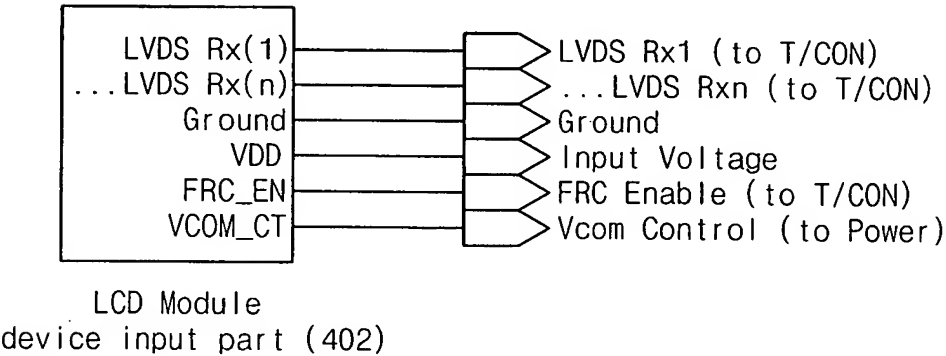 LVDS Rx(1) LVDS Rx1 (to T/CON)
...LVDS Rx(n) ...LVDS Rxn (to T/CON)
Ground Ground
VDD Input Voltage
FRC_EN FRC Enable (to T/CON)
VCOM_CT Vcom Control (to Power)
LCD Module
device input part (402)